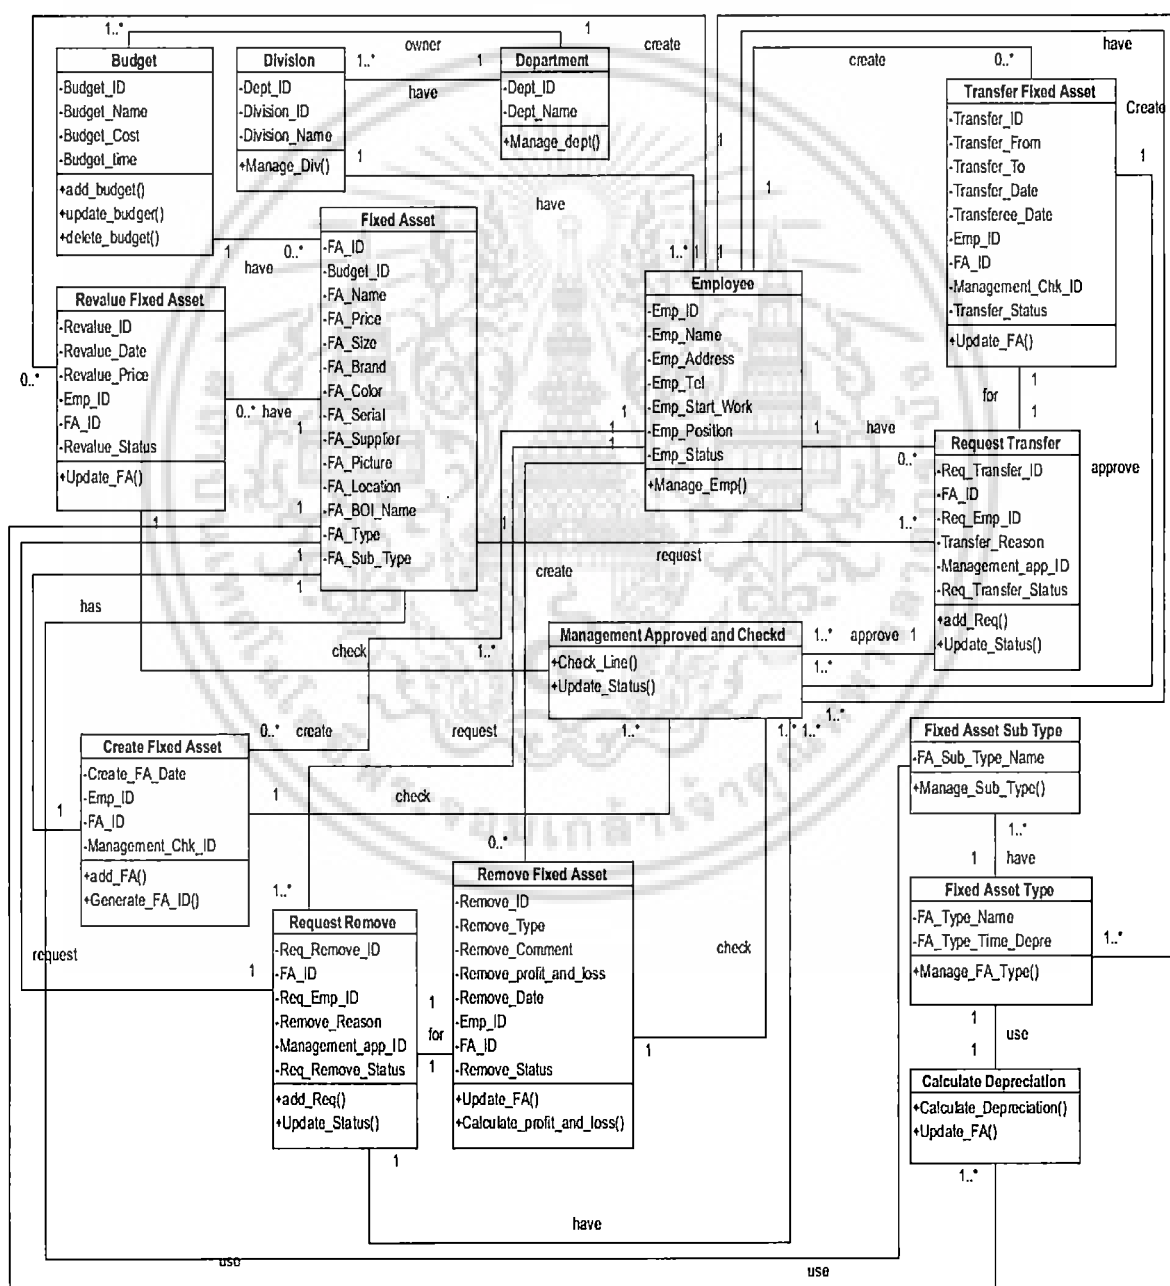 1..*
1
owner
create
have
Budget
-Budget_ID
-Budget_Name
-Budget_Cost
-Budget_time
+add_budget()
+update_budger()
+delete_budget()
Division
-Dept_ID
-Division_ID
-Division_Name
+Manage_Div()
1..*
1
have
Department
-Dept_ID
-Dept_Name
+Manage_dept()
create
0..*
Transfer Fixed Asset
-Transfer_ID
-Transfer_From
-Transfer_To
-Transfer_Date
-Transferee_Date
-Emp_ID
-FA_ID
-Management_Chk_ID
-Transfer_Status
+Update_FA()
Create
1
1
1
1
have
1
0..*
have
Fixed Asset
-FA_ID
-Budget_ID
-FA_Name
-FA_Price
-FA_Size
-FA_Brand
-FA_Color
-FA_Serial
-FA_Supplier
-FA_Picture
-FA_Location
-FA_BOI_Name
-FA_Type
-FA_Sub_Type
1..*
1
1
Employee
-Emp_ID
-Emp_Name
-Emp_Address
-Emp_Tel
-Emp_Start_Work
-Emp_Position
-Emp_Status
+Manage_Emp()
Revalue Fixed Asset
-Revalue_ID
-Revalue_Date
-Revalue_Price
-Emp_ID
-FA_ID
-Revalue_Status
+Update_FA()
0..*
0..*
have
1
1
for
1
1
1
1
1
have
0..*
Request Transfer
-Req_Transfer_ID
-FA_ID
-Req_Emp_ID
-Transfer_Reason
-Management_app_ID
-Req_Transfer_Status
+add_Req()
+Update_Status()
approve
1
1
1
1
1..*
request
create
has
check
1..*
Management Approved and Checkd
+Check_Line()
+Update_Status()
1..*
approve
1
1..*
1..*
1..*
1..*
1..*
0..*
create
request
Create Fixed Asset
-Create_FA_Date
-Emp_ID
-FA_ID
-Management_Chk_ID
+add_FA()
+Generate_FA_ID()
1
1
check
Fixed Asset Sub Type
-FA_Sub_Type_Name
+Manage_Sub_Type()
1..*
1
have
0..*
Remove Fixed Asset
-Remove_ID
-Remove_Type
-Remove_Comment
-Remove_profit_and_loss
-Remove_Date
-Emp_ID
-FA_ID
-Remove_Status
+Update_FA()
+Calculate_profit_and_loss()
1..*
Request Remove
-Req_Remove_ID
-FA_ID
-Req_Emp_ID
-Remove_Reason
-Management_app_ID
-Req_Remove_Status
+add_Req()
+Update_Status()
request
1
1
for
1
check
1
Fixed Asset Type
-FA_Type_Name
-FA_Type_Time_Depre
+Manage_FA_Type()
1..*
1
use
1
Calculate Depreciation
+Calculate_Depreciation()
+Update_FA()
1
1..*
have
use
use